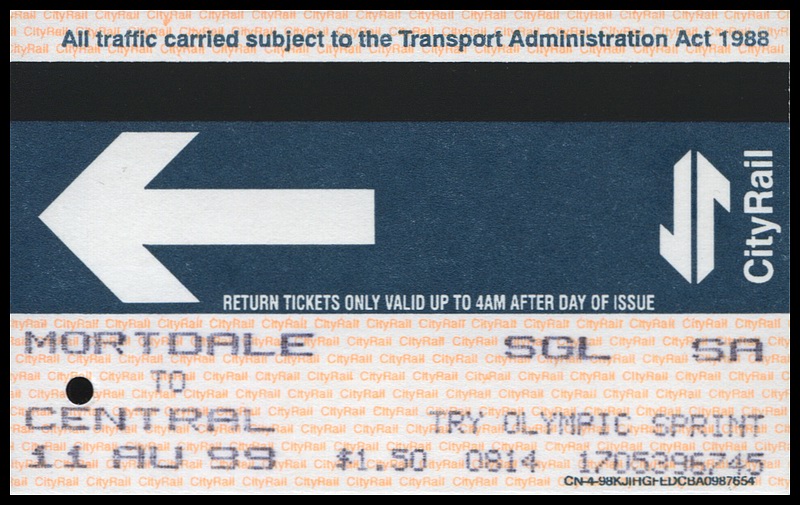 All traffic carried subject to the Transport Administration Act 1988
CityRail
RETURN TICKETS ONLY VALID UP TO 4AM AFTER DAY OF ISSUE
MORTDALE SGL SA
TO
CENTRAL TRY OLYMPIC SPRINT
11 AU 99 $1.50 0814 1705396745
CN-4-98KJIHGFEDCBA0987654